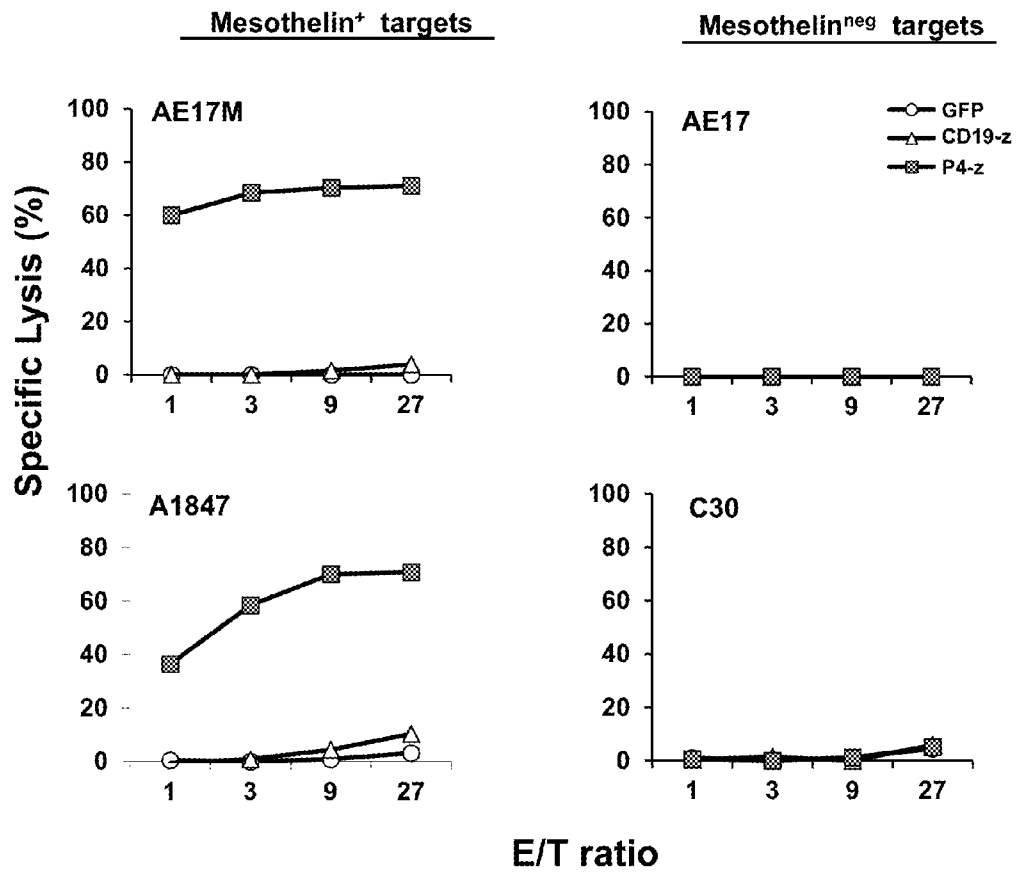 Mesothelin⁺ targets
Mesothelinⁿᵉᵍ targets
AE17M
100
80
60
40
20
0
1 3 9 27
AE17
GFP
CD19-z
P4-z
100
80
60
40
20
0
1 3 9 27
Specific Lysis (%)
A1847
100
80
60
40
20
0
1 3 9 27
C30
100
80
60
40
20
0
1 3 9 27
E/T ratio